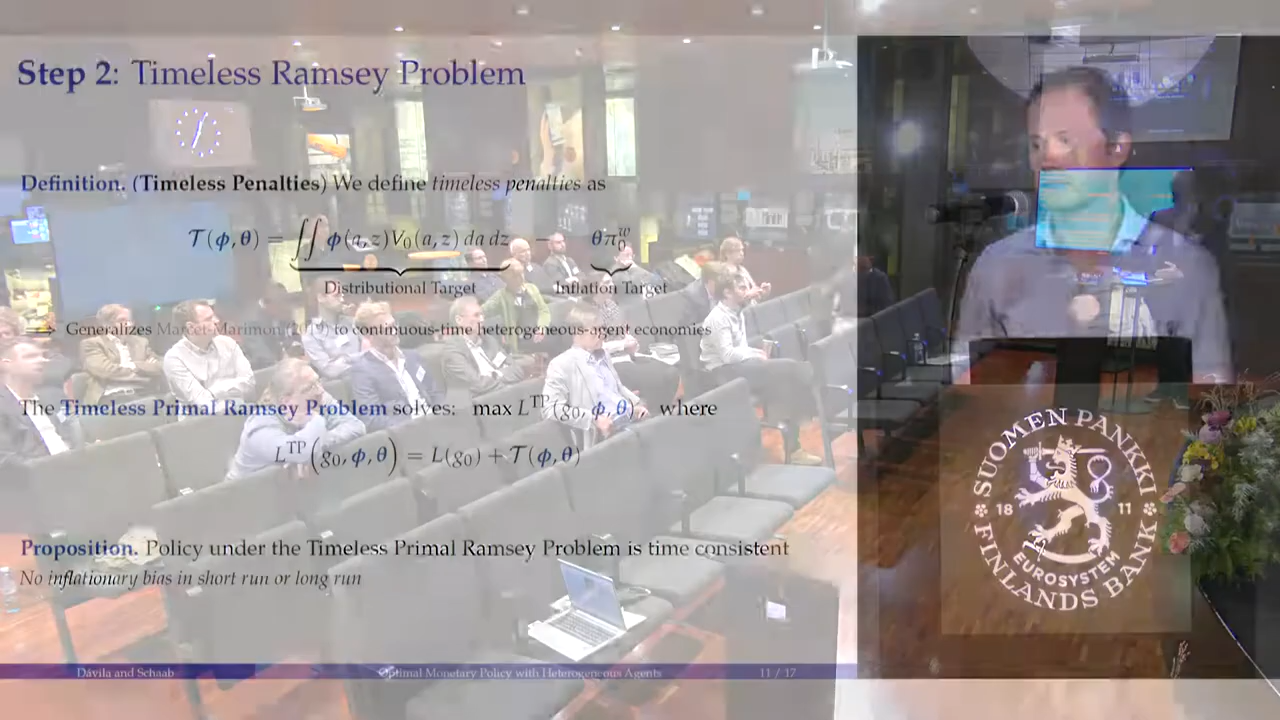 Step 2: Timeless Ramsey Problem
Definition. (Timeless Penalties) We define timeless penalties as
𝒯(ϕ, θ) = ∬ ϕ(a, z)V₀(a, z) da dz − θπ₀ʷ
Distributional Target Inflation Target
→ Generalizes Marcet-Marimon (2019) to continuous-time heterogeneous-agent economies
The Timeless Primal Ramsey Problem solves: max Lᵀᴾ(g₀, ϕ, θ), where
Lᵀᴾ(g₀, ϕ, θ) = L(g₀) + 𝒯(ϕ, θ)
Proposition. Policy under the Timeless Primal Ramsey Problem is time consistent
No inflationary bias in short run or long run
Dávila and Schaab Optimal Monetary Policy with Heterogeneous Agents 11 / 17
SUOMEN PANKKI
18 11
EUROSYSTEM
FINLANDS BANK